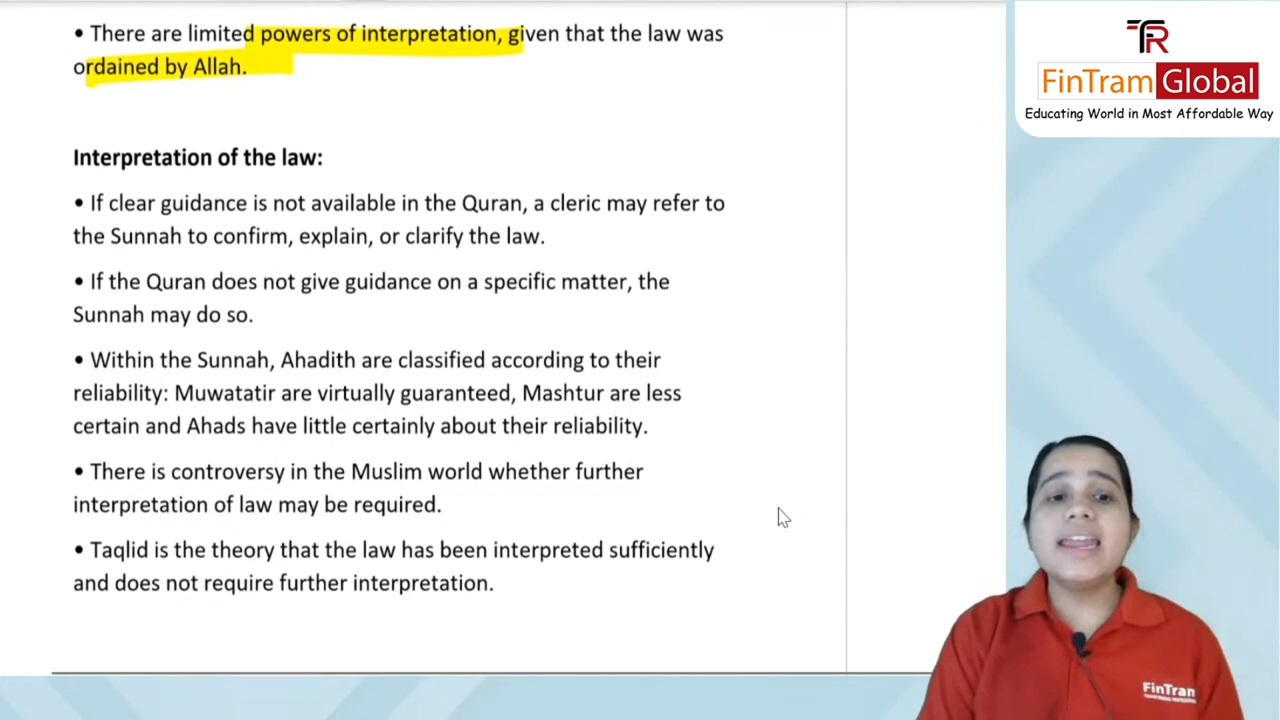 • There are limited powers of interpretation, given that the law was
ordained by Allah.
Interpretation of the law:
• If clear guidance is not available in the Quran, a cleric may refer to
the Sunnah to confirm, explain, or clarify the law.
• If the Quran does not give guidance on a specific matter, the
Sunnah may do so.
• Within the Sunnah, Ahadith are classified according to their
reliability: Muwatatir are virtually guaranteed, Mashtur are less
certain and Ahads have little certainly about their reliability.
• There is controversy in the Muslim world whether further
interpretation of law may be required.
• Taqlid is the theory that the law has been interpreted sufficiently
and does not require further interpretation.
FinTram Global
Educating World in Most Affordable Way
FinTram